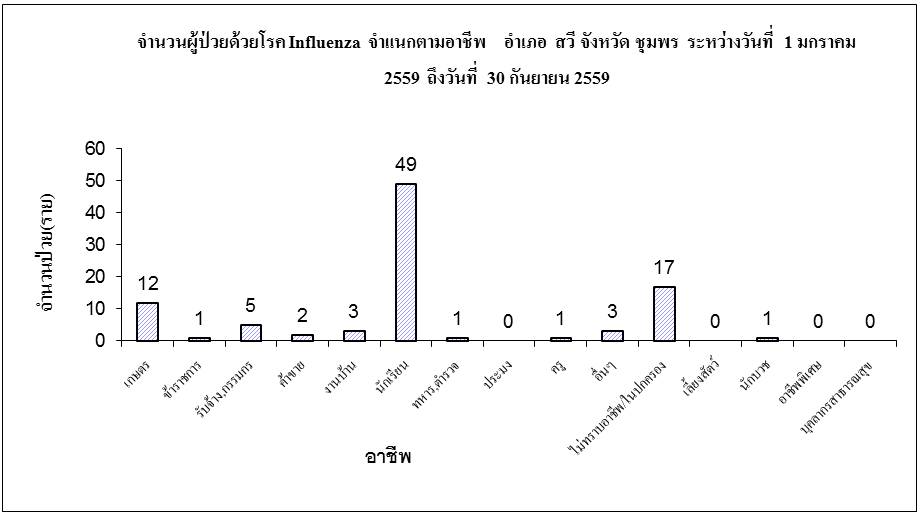 จำนวนผู้ป่วยด้วยโรค Influenza จำแนกตามอาชีพ อำเภอ สวี จังหวัด ชุมพร ระหว่างวันที่ 1 มกราคม
2559 ถึงวันที่ 30 กันยายน 2559
จำนวนป่วย(ราย)
60
50
40
30
20
10
0
12
1
5
2
3
49
1
0
1
3
17
0
1
0
0
เกษตร
ข้าราชการ
รับจ้าง,กรรมกร
ค้าขาย
งานบ้าน
นักเรียน
ทหาร,ตำรวจ
ประมง
ครู
อื่นๆ
ไม่ทราบอาชีพ/ในปกครอง
เลี้ยงสัตว์
นักบวช
อาชีพพิเศษ
บุคลากรสาธารณสุข
อาชีพ